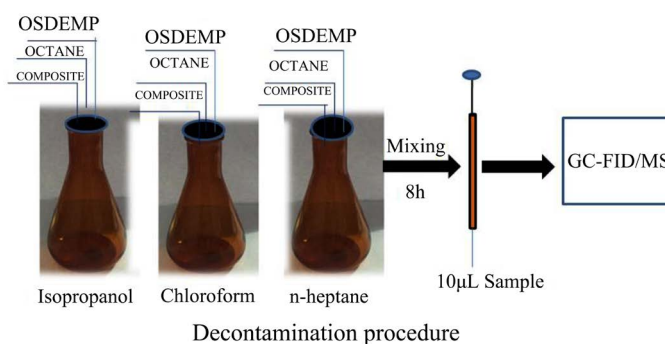 OSDEMP
OCTANE
COMPOSITE
OSDEMP
OCTANE
COMPOSITE
OSDEMP
OCTANE
COMPOSITE
Mixing
8h
GC-FID/MS
Isopropanol
Chloroform
n-heptane
10μL Sample
Decontamination procedure